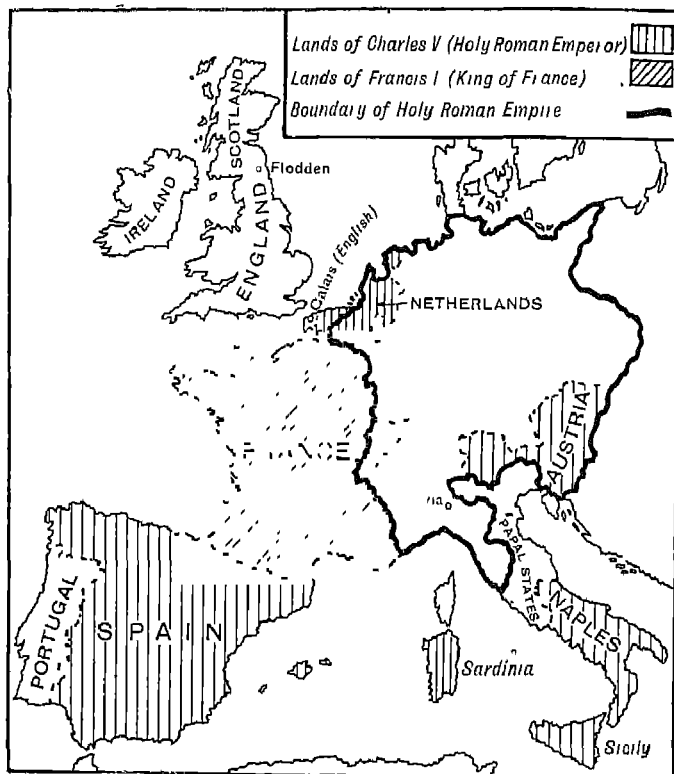 Lands of Charles V (Holy Roman Emperor)
Lands of Francis I (King of France)
Boundary of Holy Roman Empire
SCOTLAND
Flodden
IRELAND
ENGLAND
Calais (English)
NETHERLANDS
AUSTRIA
PAPAL STATES
NAPLES
PORTUGAL
SPAIN
Sardinia
Sicily